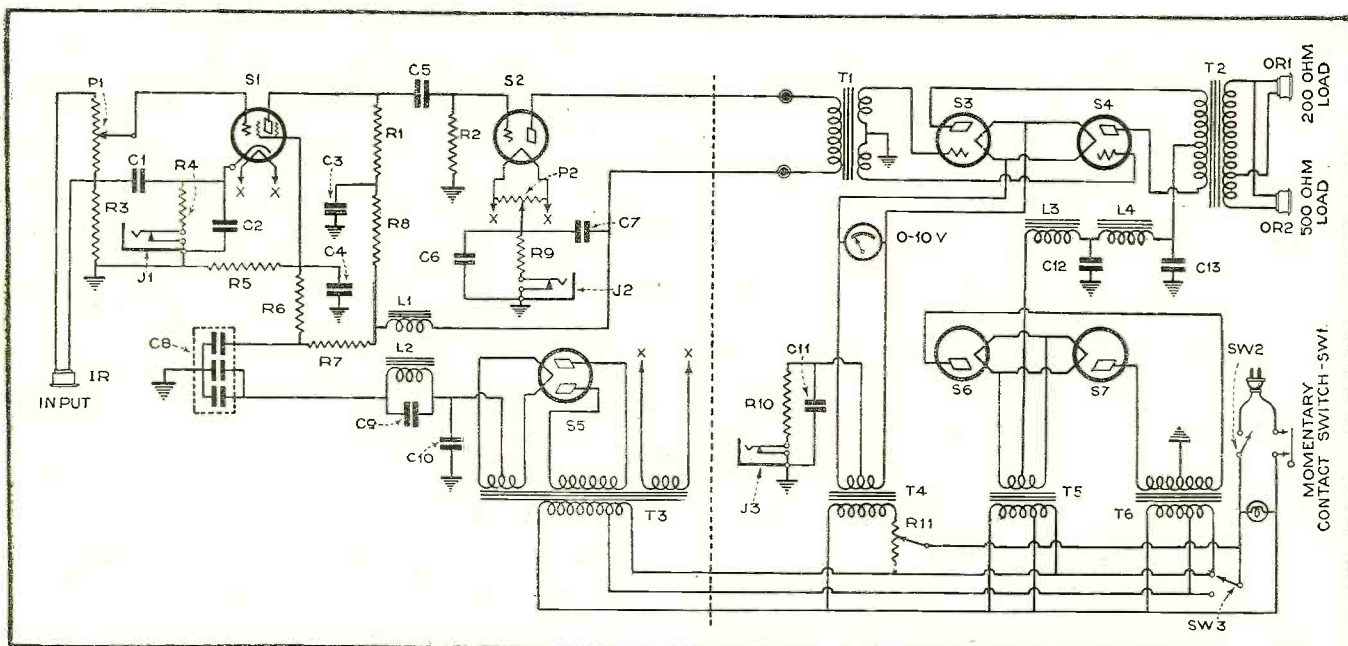 P1
S1
C5
S2
T1
S3
S4
T2
OR1
200 OHM
LOAD
R1
R2
C1
R4
C3
P2
X
X
X
X
R3
C2
R8
C7
L3
L4
OR2
500 OHM
LOAD
0-10 V
C6
R9
C12
C13
J1
R5
C4
J2
R6
L1
C8
R7
L2
X
X
C11
SW2
IR
INPUT
S6
S7
R10
C9
S5
C10
MOMENTARY
CONTACT SWITCH-SW1.
J3
T3
T4
T5
T6
R11
SW3